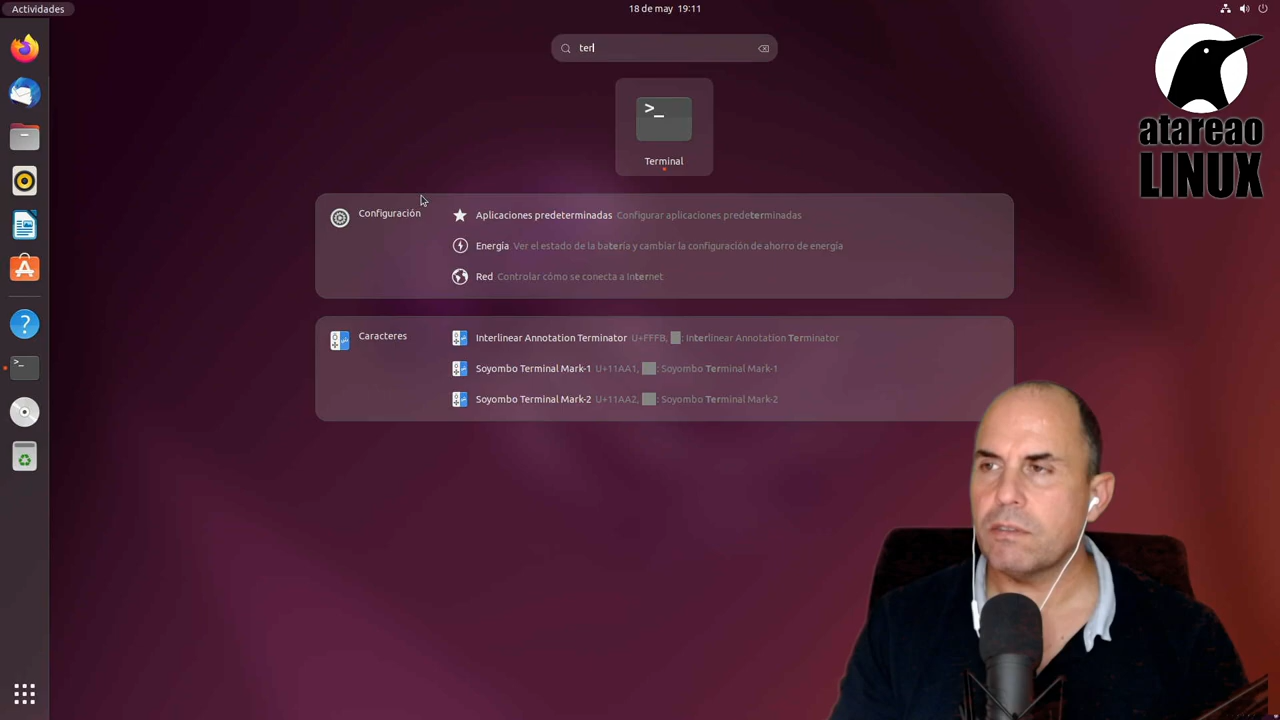 Actividades
18 de may 19:11
ter
Terminal
Configuración
Aplicaciones predeterminadas Configurar aplicaciones predeterminadas
Energía Ver el estado de la batería y cambiar la configuración de ahorro de energía
Red Controlar cómo se conecta a Internet
Caracteres
Interlinear Annotation Terminator U+FFFB, : Interlinear Annotation Terminator
Soyombo Terminal Mark-1 U+11AA1, : Soyombo Terminal Mark-1
Soyombo Terminal Mark-2 U+11AA2, : Soyombo Terminal Mark-2
atareao
LINUX